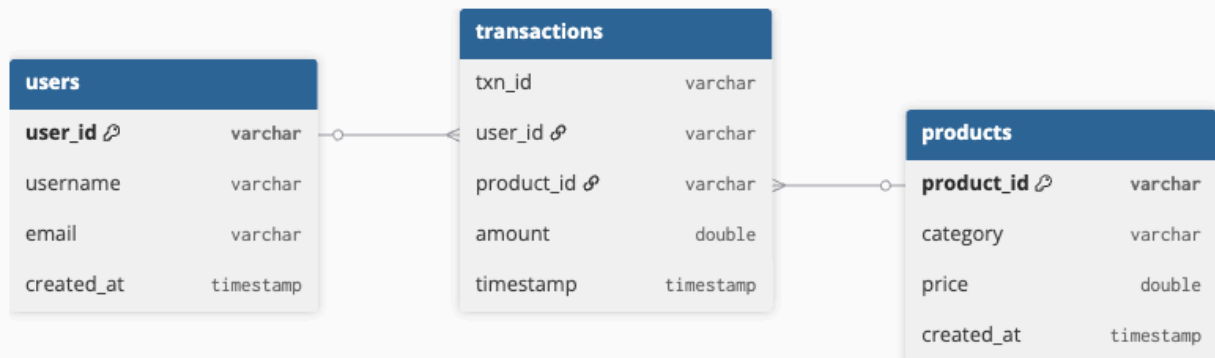 users
user_id varchar
username varchar
email varchar
created_at timestamp
transactions
txn_id varchar
user_id varchar
product_id varchar
amount double
timestamp timestamp
products
product_id varchar
category varchar
price double
created_at timestamp